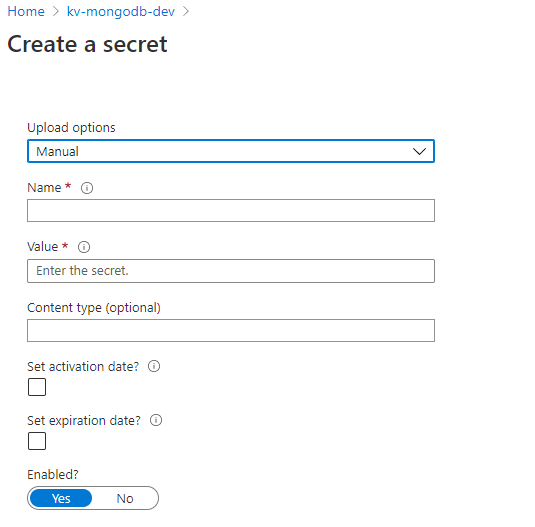 Home > kv-mongodb-dev >
Create a secret
Upload options
Manual
Name *
Value *
Enter the secret.
Content type (optional)
Set activation date?
Set expiration date?
Enabled?
Yes No